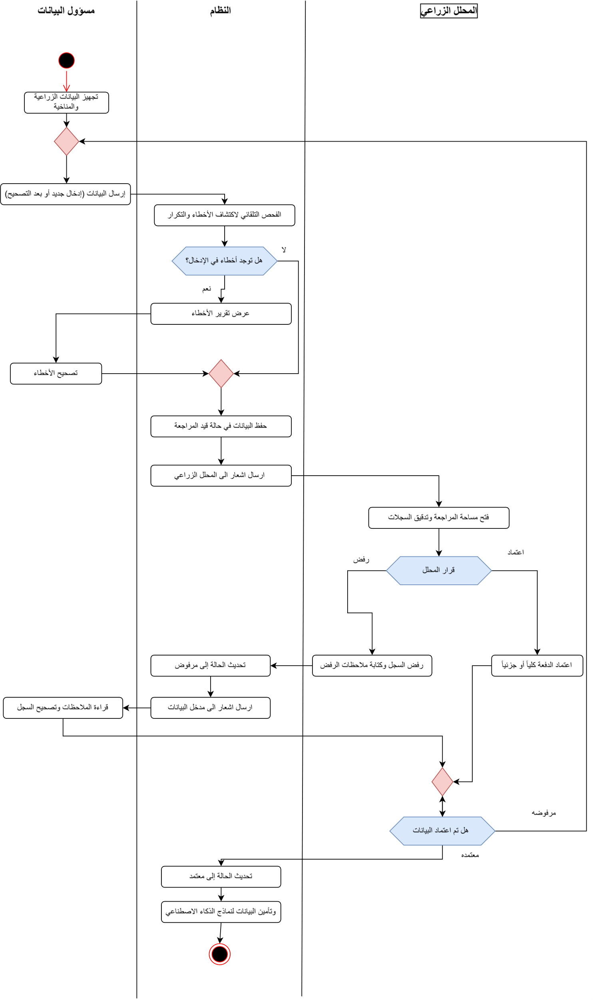 مسؤول البيانات
النظام
المحلل الزراعي
تجهيز البيانات الزراعية
والمناخية
إرسال البيانات (إدخال جديد أو بعد التصحيح)
الفحص التلقائي لاكتشاف الأخطاء والتكرار
لا
هل توجد أخطاء في الإدخال؟
نعم
عرض تقرير الأخطاء
تصحيح الأخطاء
حفظ البيانات في حالة قيد المراجعة
ارسال اشعار الى المحلل الزراعي
فتح مساحة المراجعة وتدقيق السجلات
اعتماد
رفض
قرار المحلل
اعتماد الدفعة كلياً أو جزئياً
رفض السجل وكتابة ملاحظات الرفض
تحديث الحالة إلى مرفوض
ارسال اشعار الى مدخل البيانات
قراءة الملاحظات وتصحيح السجل
مرفوضه
هل تم اعتماد البيانات
معتمده
تحديث الحالة إلى معتمد
وتأمين البيانات لنماذج الذكاء الاصطناعي